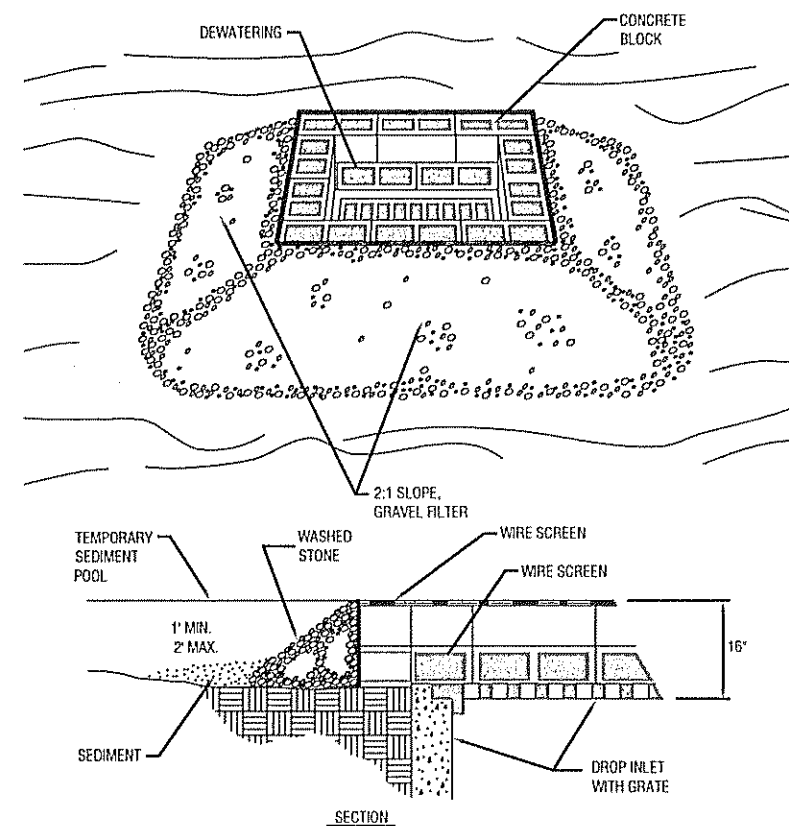 DEWATERING
CONCRETE
BLOCK
2:1 SLOPE,
GRAVEL FILTER
TEMPORARY
SEDIMENT
POOL
WASHED
STONE
WIRE SCREEN
WIRE SCREEN
1' MIN.
2' MAX.
16"
SEDIMENT
DROP INLET
WITH GRATE
SECTION